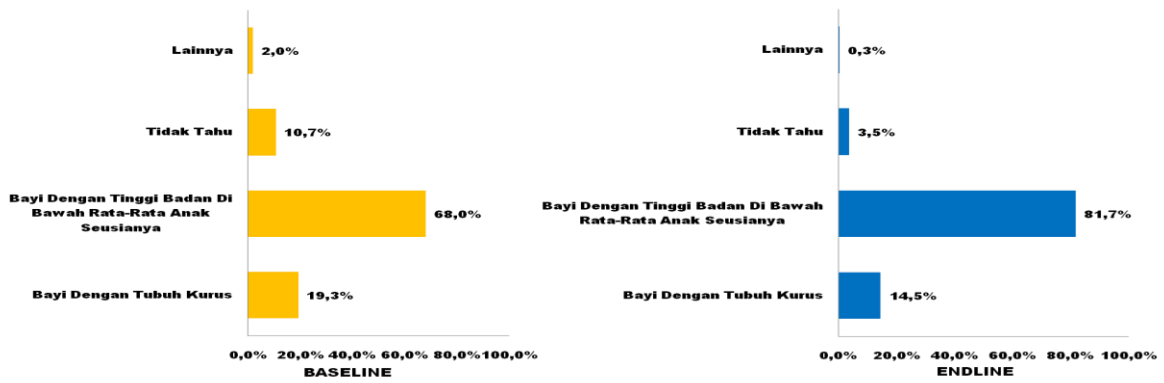 Lainnya
2,0%
Tidak Tahu
10,7%
Bayi Dengan Tinggi Badan Di
Bawah Rata-Rata Anak
Seusianya
68,0%
Bayi Dengan Tubuh Kurus
19,3%
0,0% 20,0% 40,0% 60,0% 80,0% 100,0%
BASELINE
Lainnya
0,3%
Tidak Tahu
3,5%
Bayi Dengan Tinggi Badan Di Bawah
Rata-Rata Anak Seusianya
81,7%
Bayi Dengan Tubuh Kurus
14,5%
0,0% 20,0% 40,0% 60,0% 80,0% 100,0%
ENDLINE